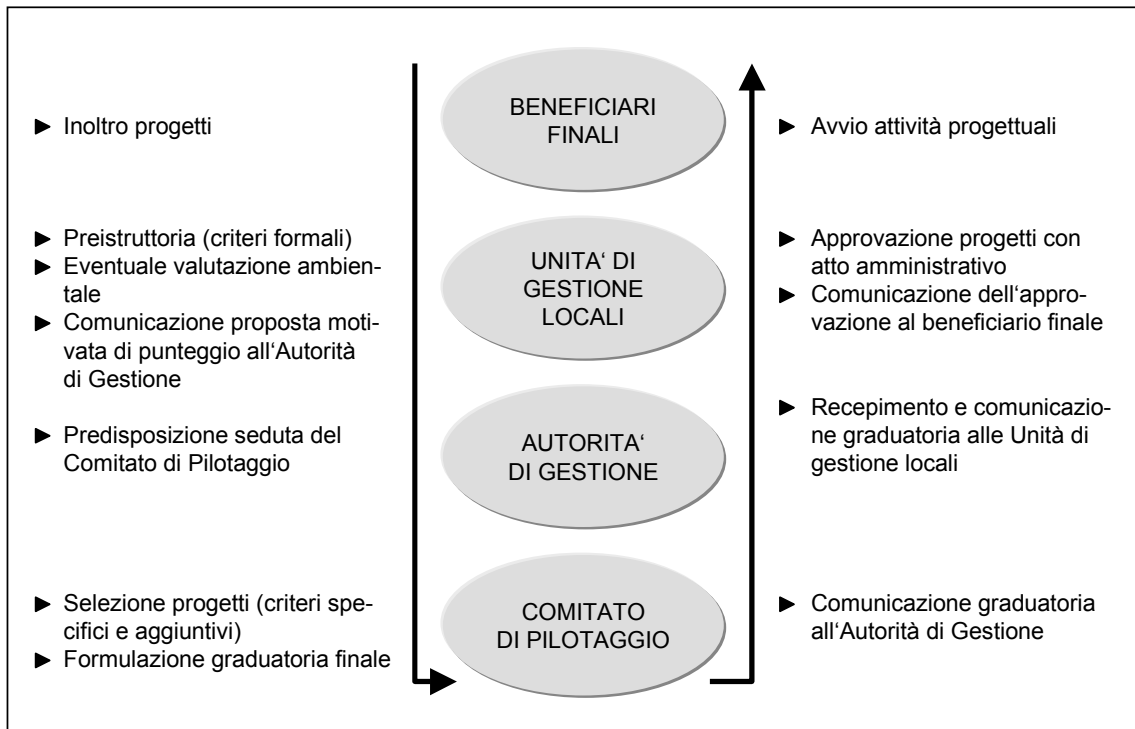 ► Inoltro progetti
BENEFICIARI
FINALI
► Avvio attività progettuali
► Preistruttoria (criteri formali)
► Eventuale valutazione ambien-
tale
► Comunicazione proposta moti-
vata di punteggio all‘Autorità
di Gestione
UNITA‘ DI
GESTIONE
LOCALI
► Approvazione progetti con
atto amministrativo
► Comunicazione dell‘appro-
vazione al beneficiario finale
► Predisposizione seduta del
Comitato di Pilotaggio
AUTORITA‘
DI GESTIONE
► Recepimento e comunicazio-
ne graduatoria alle Unità di
gestione locali
► Selezione progetti (criteri spe-
cifici e aggiuntivi)
► Formulazione graduatoria finale
COMITATO
DI PILOTAGGIO
► Comunicazione graduatoria
all‘Autorità di Gestione